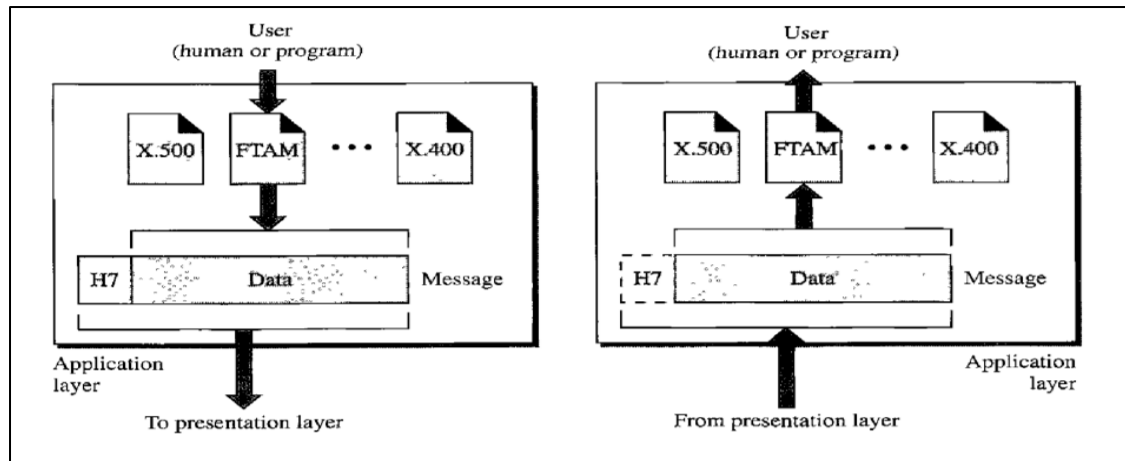 User
(human or program)
X.500
FTAM
• • •
X.400
H7
Data
Message
Application
layer
To presentation layer
User
(human or program)
X.500
FTAM
• • •
X.400
H7
Data
Message
Application
layer
From presentation layer